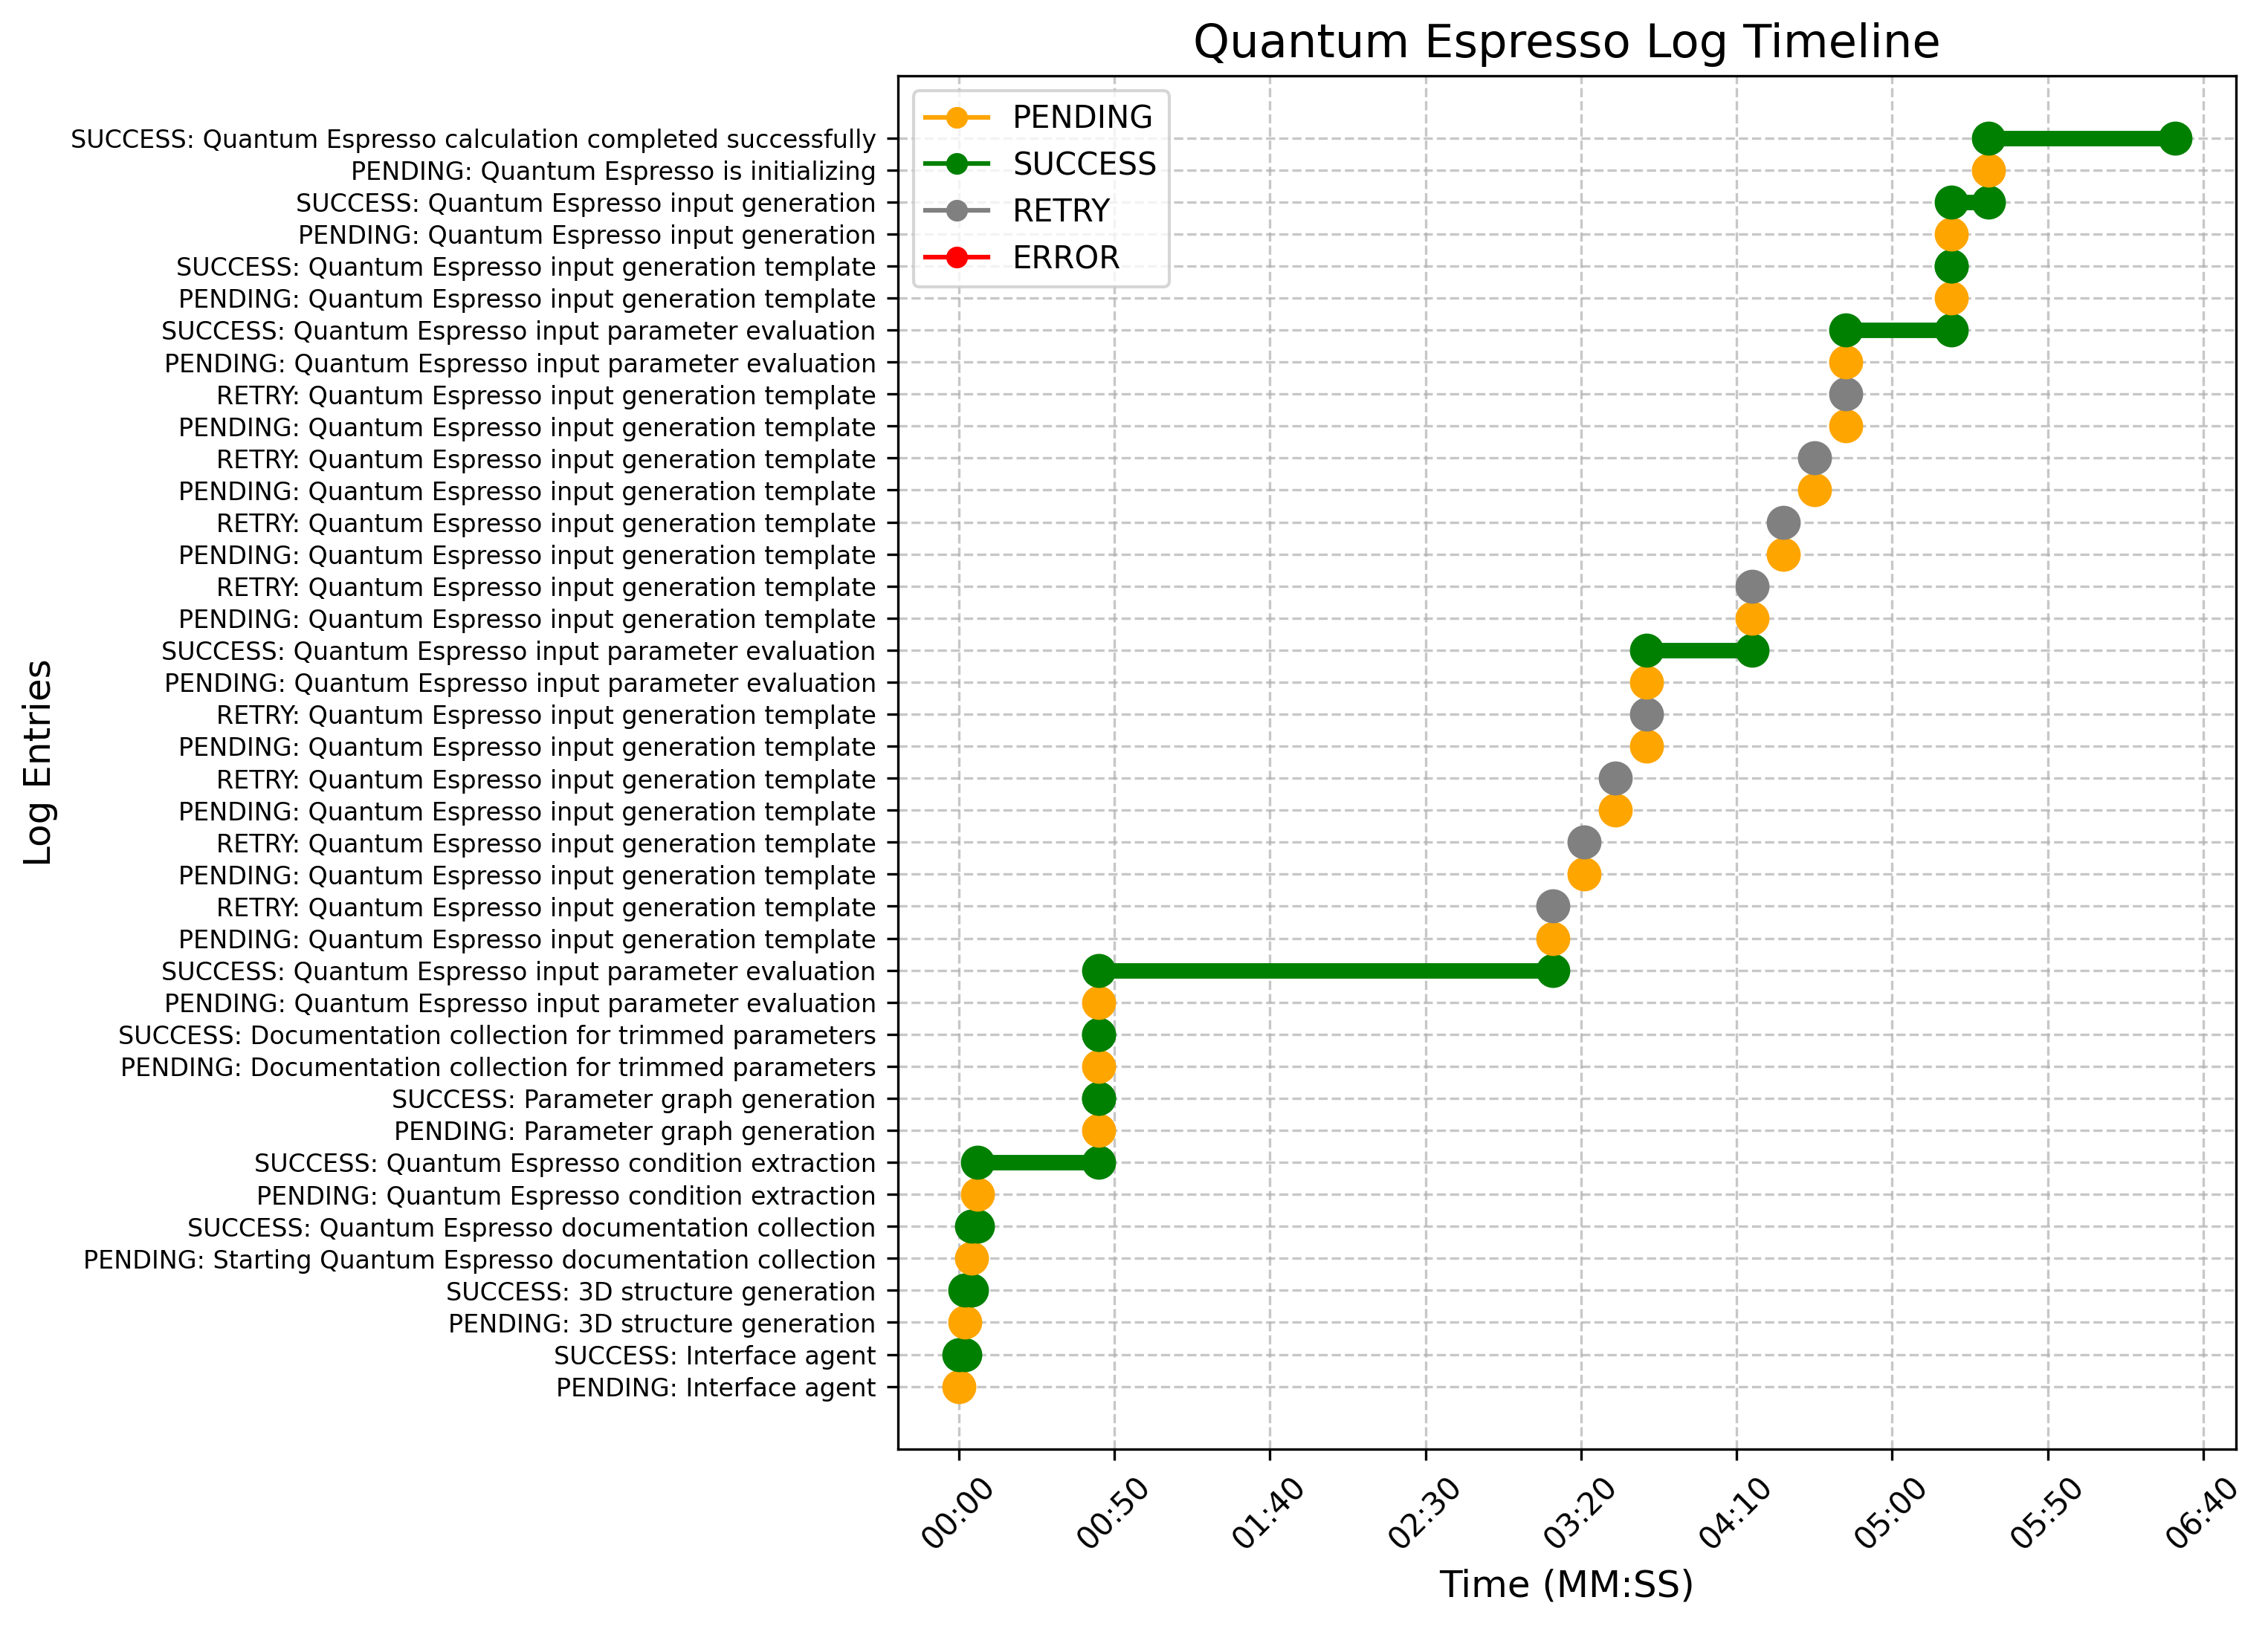 Quantum Espresso Log Timeline
PENDING
SUCCESS
RETRY
ERROR
SUCCESS: Quantum Espresso calculation completed successfully
PENDING: Quantum Espresso is initializing
SUCCESS: Quantum Espresso input generation
PENDING: Quantum Espresso input generation
SUCCESS: Quantum Espresso input generation template
PENDING: Quantum Espresso input generation template
SUCCESS: Quantum Espresso input parameter evaluation
PENDING: Quantum Espresso input parameter evaluation
RETRY: Quantum Espresso input generation template
PENDING: Quantum Espresso input generation template
RETRY: Quantum Espresso input generation template
PENDING: Quantum Espresso input generation template
RETRY: Quantum Espresso input generation template
PENDING: Quantum Espresso input generation template
RETRY: Quantum Espresso input generation template
PENDING: Quantum Espresso input generation template
SUCCESS: Quantum Espresso input parameter evaluation
PENDING: Quantum Espresso input parameter evaluation
RETRY: Quantum Espresso input generation template
PENDING: Quantum Espresso input generation template
RETRY: Quantum Espresso input generation template
PENDING: Quantum Espresso input generation template
RETRY: Quantum Espresso input generation template
PENDING: Quantum Espresso input generation template
RETRY: Quantum Espresso input generation template
PENDING: Quantum Espresso input generation template
SUCCESS: Quantum Espresso input parameter evaluation
PENDING: Quantum Espresso input parameter evaluation
SUCCESS: Documentation collection for trimmed parameters
PENDING: Documentation collection for trimmed parameters
SUCCESS: Parameter graph generation
PENDING: Parameter graph generation
SUCCESS: Quantum Espresso condition extraction
PENDING: Quantum Espresso condition extraction
SUCCESS: Quantum Espresso documentation collection
PENDING: Starting Quantum Espresso documentation collection
SUCCESS: 3D structure generation
PENDING: 3D structure generation
SUCCESS: Interface agent
PENDING: Interface agent
Log Entries
00:00
00:50
01:40
02:30
03:20
04:10
05:00
05:50
06:40
Time (MM:SS)